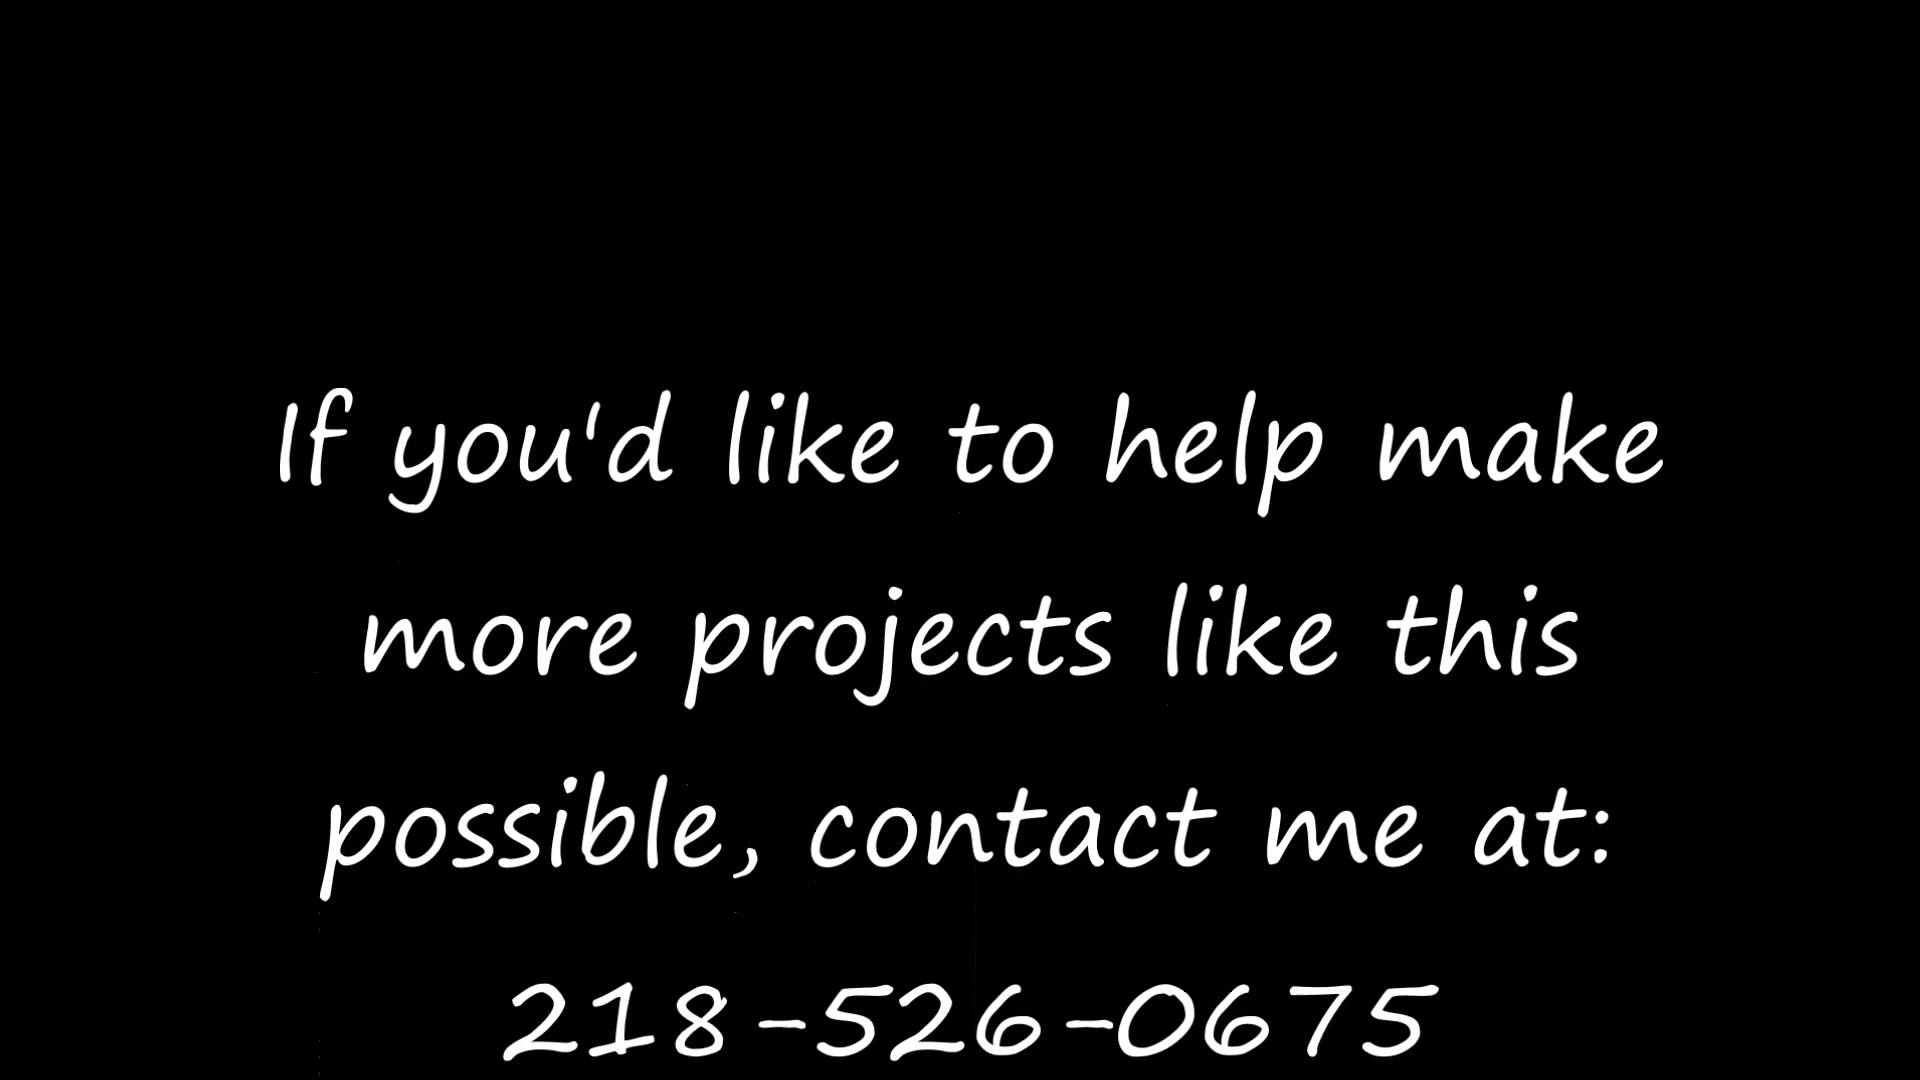 If you'd like to help make
more projects like this
possible, contact me at:
218-526-0675